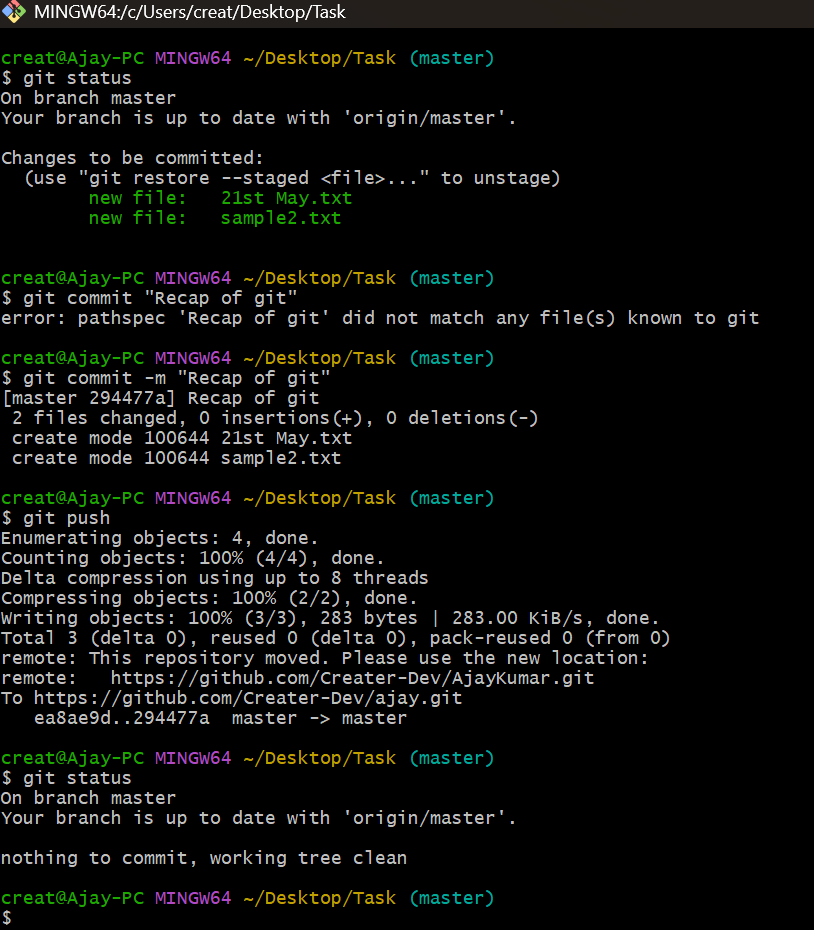 MINGW64:/c/Users/creat/Desktop/Task
creat@Ajay-PC MINGW64 ~/Desktop/Task (master)
$ git status
On branch master
Your branch is up to date with 'origin/master'.
Changes to be committed:
  (use "git restore --staged <file>..." to unstage)
        new file:   21st May.txt
        new file:   sample2.txt
creat@Ajay-PC MINGW64 ~/Desktop/Task (master)
$ git commit "Recap of git"
error: pathspec 'Recap of git' did not match any file(s) known to git
creat@Ajay-PC MINGW64 ~/Desktop/Task (master)
$ git commit -m "Recap of git"
[master 294477a] Recap of git
 2 files changed, 0 insertions(+), 0 deletions(-)
 create mode 100644 21st May.txt
 create mode 100644 sample2.txt
creat@Ajay-PC MINGW64 ~/Desktop/Task (master)
$ git push
Enumerating objects: 4, done.
Counting objects: 100% (4/4), done.
Delta compression using up to 8 threads
Compressing objects: 100% (2/2), done.
Writing objects: 100% (3/3), 283 bytes | 283.00 KiB/s, done.
Total 3 (delta 0), reused 0 (delta 0), pack-reused 0 (from 0)
remote: This repository moved. Please use the new location:
remote:   https://github.com/Creater-Dev/AjayKumar.git
To https://github.com/Creater-Dev/ajay.git
   ea8ae9d..294477a  master -> master
creat@Ajay-PC MINGW64 ~/Desktop/Task (master)
$ git status
On branch master
Your branch is up to date with 'origin/master'.
nothing to commit, working tree clean
creat@Ajay-PC MINGW64 ~/Desktop/Task (master)
$